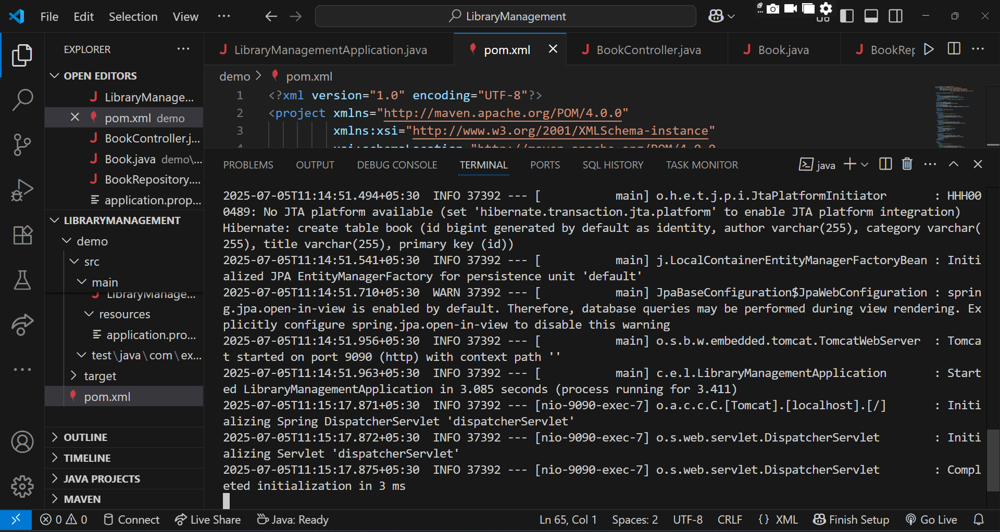 File Edit Selection View ··· LibraryManagement
EXPLORER ···
OPEN EDITORS
LibraryManage...
pom.xml demo
BookController.j...
Book.java demo\...
BookRepository....
application.prop...
LIBRARYMANAGEMENT
demo
src
main
LibraryManage...
resources
application.pro...
test\java\com\ex...
target
pom.xml
OUTLINE
TIMELINE
JAVA PROJECTS
MAVEN
LibraryManagementApplication.java pom.xml BookController.java Book.java BookRep
demo > pom.xml
1 <?xml version="1.0" encoding="UTF-8"?>
2 <project xmlns="http://maven.apache.org/POM/4.0.0"
3 xmlns:xsi="http://www.w3.org/2001/XMLSchema-instance"
4 xsi:schemaLocation="http://maven.apache.org/POM/4.0.0
PROBLEMS OUTPUT DEBUG CONSOLE TERMINAL PORTS SQL HISTORY TASK MONITOR java
2025-07-05T11:14:51.494+05:30  INFO 37392 --- [           main] o.h.e.t.j.p.i.JtaPlatformInitiator       : HHH00
0489: No JTA platform available (set 'hibernate.transaction.jta.platform' to enable JTA platform integration)
Hibernate: create table book (id bigint generated by default as identity, author varchar(255), category varchar(
255), title varchar(255), primary key (id))
2025-07-05T11:14:51.541+05:30  INFO 37392 --- [           main] j.LocalContainerEntityManagerFactoryBean : Initi
alized JPA EntityManagerFactory for persistence unit 'default'
2025-07-05T11:14:51.710+05:30  WARN 37392 --- [           main] JpaBaseConfiguration$JpaWebConfiguration : sprin
g.jpa.open-in-view is enabled by default. Therefore, database queries may be performed during view rendering. Ex
plicitly configure spring.jpa.open-in-view to disable this warning
2025-07-05T11:14:51.956+05:30  INFO 37392 --- [           main] o.s.b.w.embedded.tomcat.TomcatWebServer  : Tomca
t started on port 9090 (http) with context path ''
2025-07-05T11:14:51.963+05:30  INFO 37392 --- [           main] c.e.l.LibraryManagementApplication       : Start
ed LibraryManagementApplication in 3.085 seconds (process running for 3.411)
2025-07-05T11:15:17.871+05:30  INFO 37392 --- [nio-9090-exec-7] o.a.c.c.C.[Tomcat].[localhost].[/]       : Initi
alizing Spring DispatcherServlet 'dispatcherServlet'
2025-07-05T11:15:17.872+05:30  INFO 37392 --- [nio-9090-exec-7] o.s.web.servlet.DispatcherServlet        : Initi
alizing Servlet 'dispatcherServlet'
2025-07-05T11:15:17.875+05:30  INFO 37392 --- [nio-9090-exec-7] o.s.web.servlet.DispatcherServlet        : Compl
eted initialization in 3 ms
0 0 Connect Live Share Java: Ready Ln 65, Col 1 Spaces: 2 UTF-8 CRLF {} XML Finish Setup Go Live